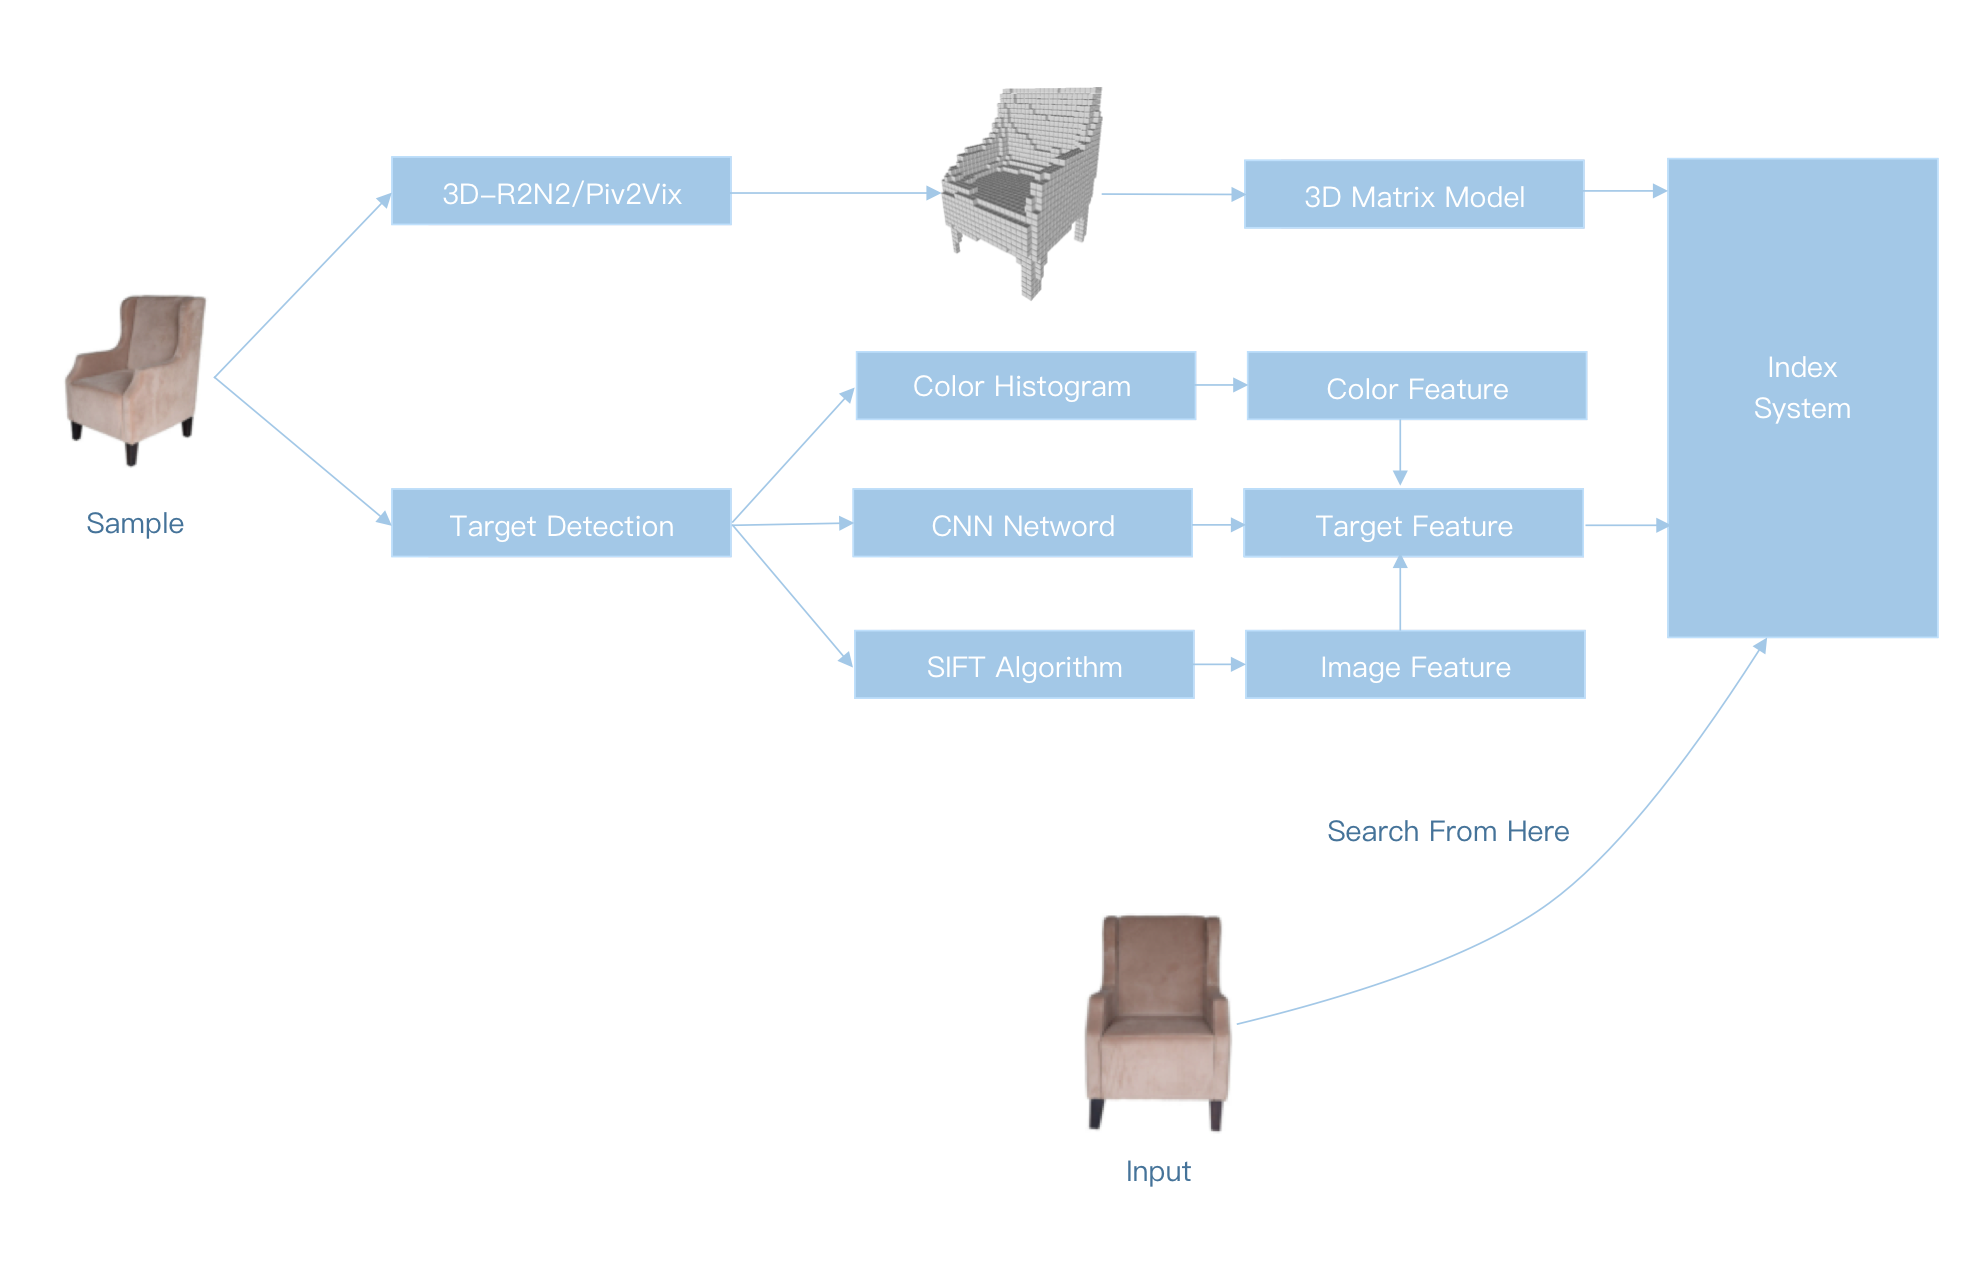 3D-R2N2/Piv2Vix
3D Matrix Model
Color Histogram
Color Feature
Index
System
Sample
Target Detection
CNN Netword
Target Feature
SIFT Algorithm
Image Feature
Search From Here
Input